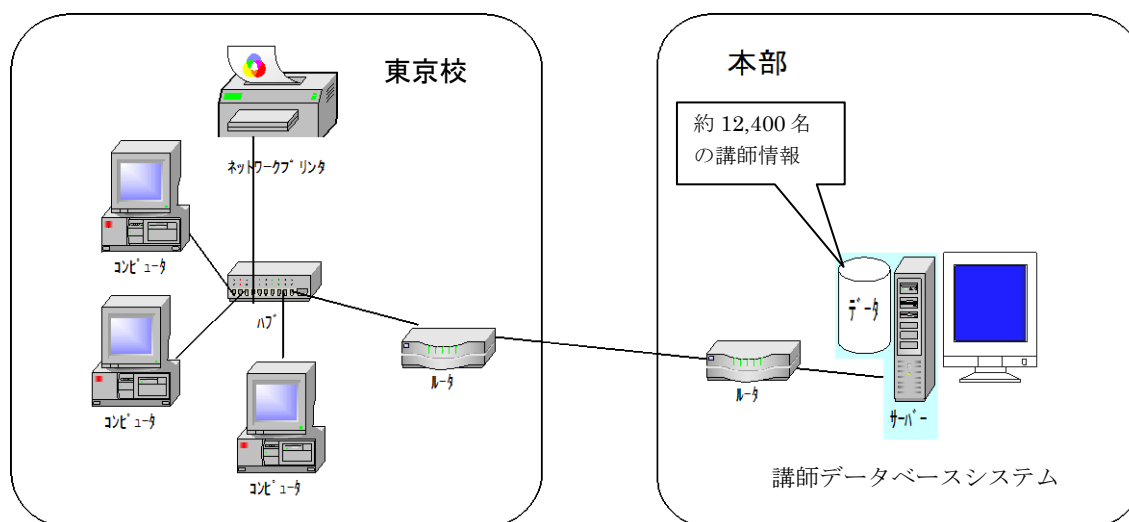 東京校
ネットワークプリンタ
コンピュータ
コンピュータ
コンピュータ
ハブ
ルータ
本部
約 12,400 名
の講師情報
データ
ルータ
サーバー
講師データベースシステム